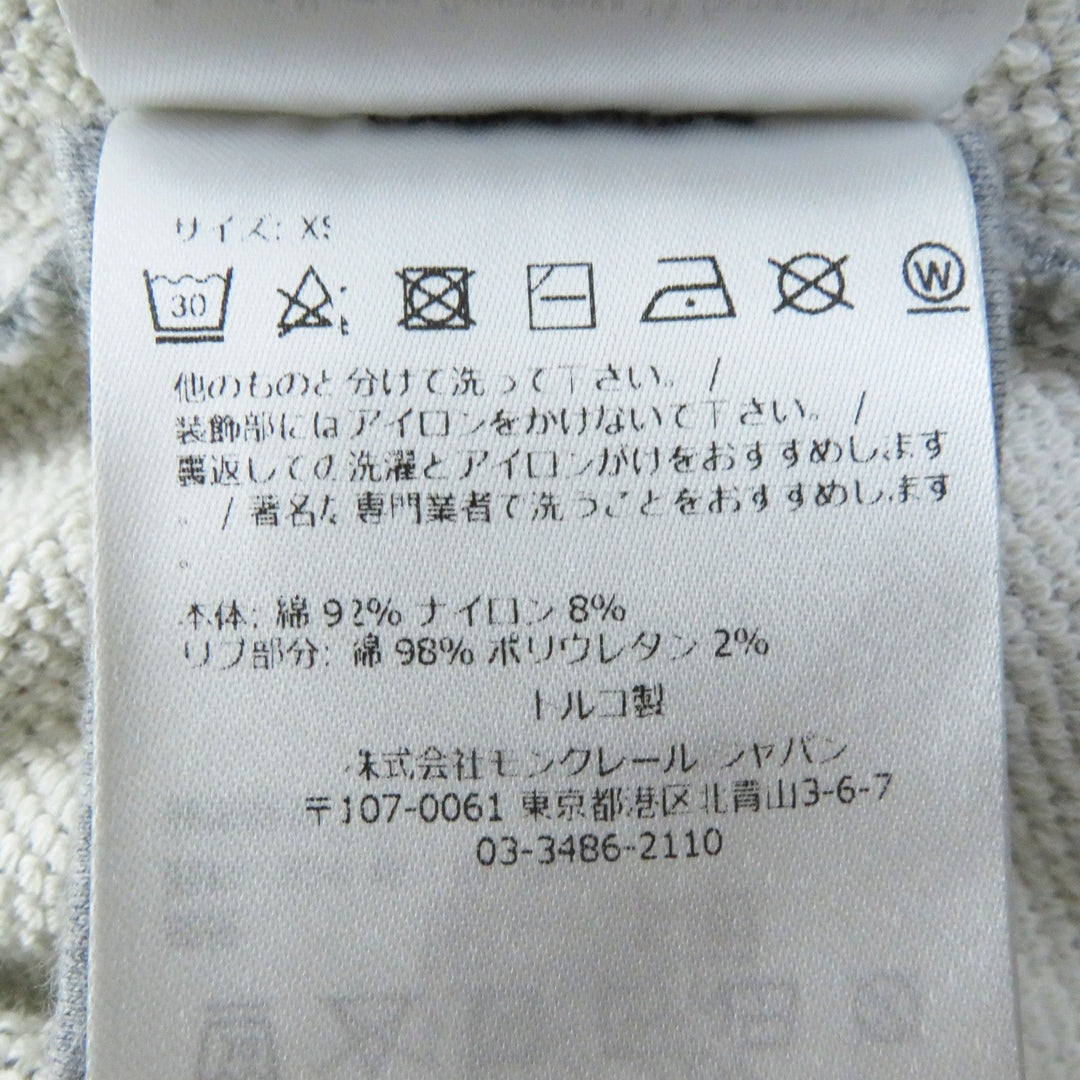 サイズ: XS
30
W
他のものと分けて洗って下さい。 /
装飾部にはアイロンをかけないて下さい。 /
裏返しての洗濯とアイロンがけをおすすめします
。 / 著名な専門業者で洗うことをおすすめします
。
本体: 綿 92% ナイロン 8%
リブ部分: 綿 98% ポリウレタン 2%
トルコ製
株式会社モンクレール ジャパン
〒107-0061 東京都港区北青山3-6-7
03-3486-2110